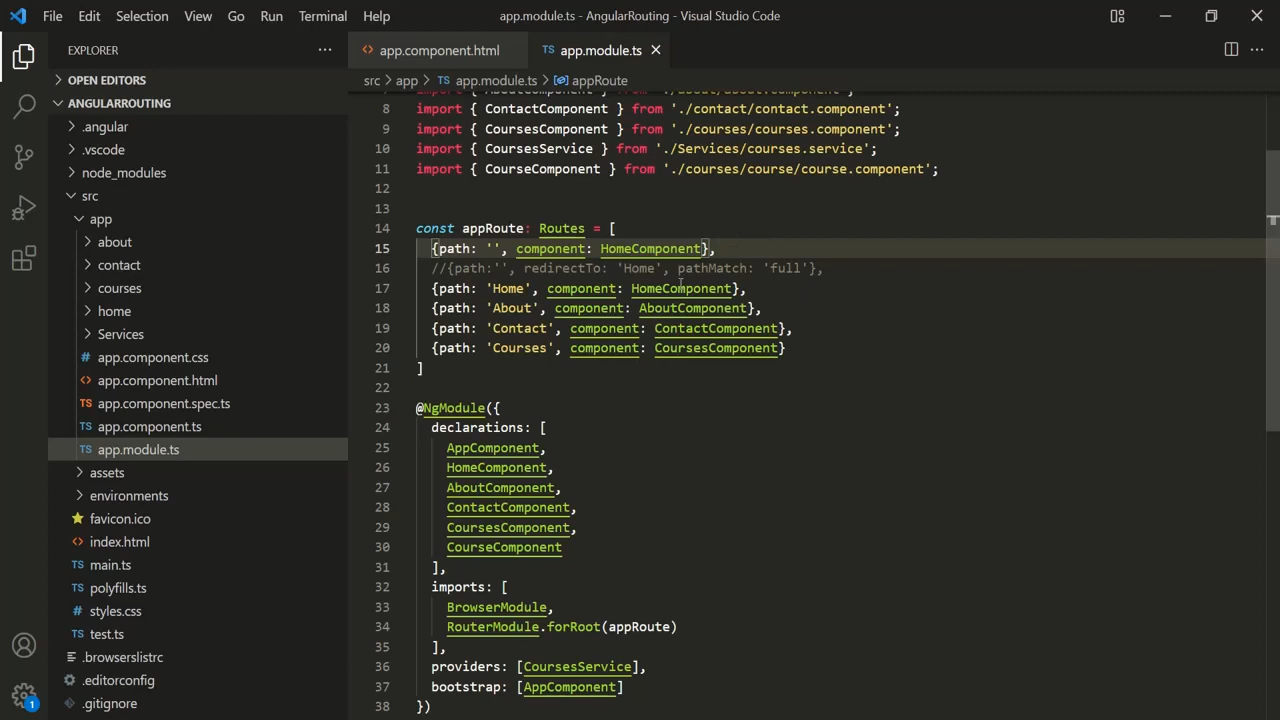 File Edit Selection View Go Run Terminal Help
app.module.ts - AngularRouting - Visual Studio Code
EXPLORER
OPEN EDITORS
ANGULARROUTING
.angular
.vscode
node_modules
src
app
about
contact
courses
home
Services
app.component.css
app.component.html
app.component.spec.ts
app.component.ts
app.module.ts
assets
environments
favicon.ico
index.html
main.ts
polyfills.ts
styles.css
test.ts
.browserslistrc
.editorconfig
.gitignore
1
app.component.html
TS app.module.ts
src > app > TS app.module.ts > appRoute
8 import { ContactComponent } from './contact/contact.component';
9 import { CoursesComponent } from './courses/courses.component';
10 import { CoursesService } from './Services/courses.service';
11 import { CourseComponent } from './courses/course/course.component';
12
13
14 const appRoute: Routes = [
15 {path: '', component: HomeComponent},
16 //{path:'', redirectTo: 'Home', pathMatch: 'full'},
17 {path: 'Home', component: HomeComponent},
18 {path: 'About', component: AboutComponent},
19 {path: 'Contact', component: ContactComponent},
20 {path: 'Courses', component: CoursesComponent}
21 ]
22
23 @NgModule({
24 declarations: [
25 AppComponent,
26 HomeComponent,
27 AboutComponent,
28 ContactComponent,
29 CoursesComponent,
30 CourseComponent
31 ],
32 imports: [
33 BrowserModule,
34 RouterModule.forRoot(appRoute)
35 ],
36 providers: [CoursesService],
37 bootstrap: [AppComponent]
38 })